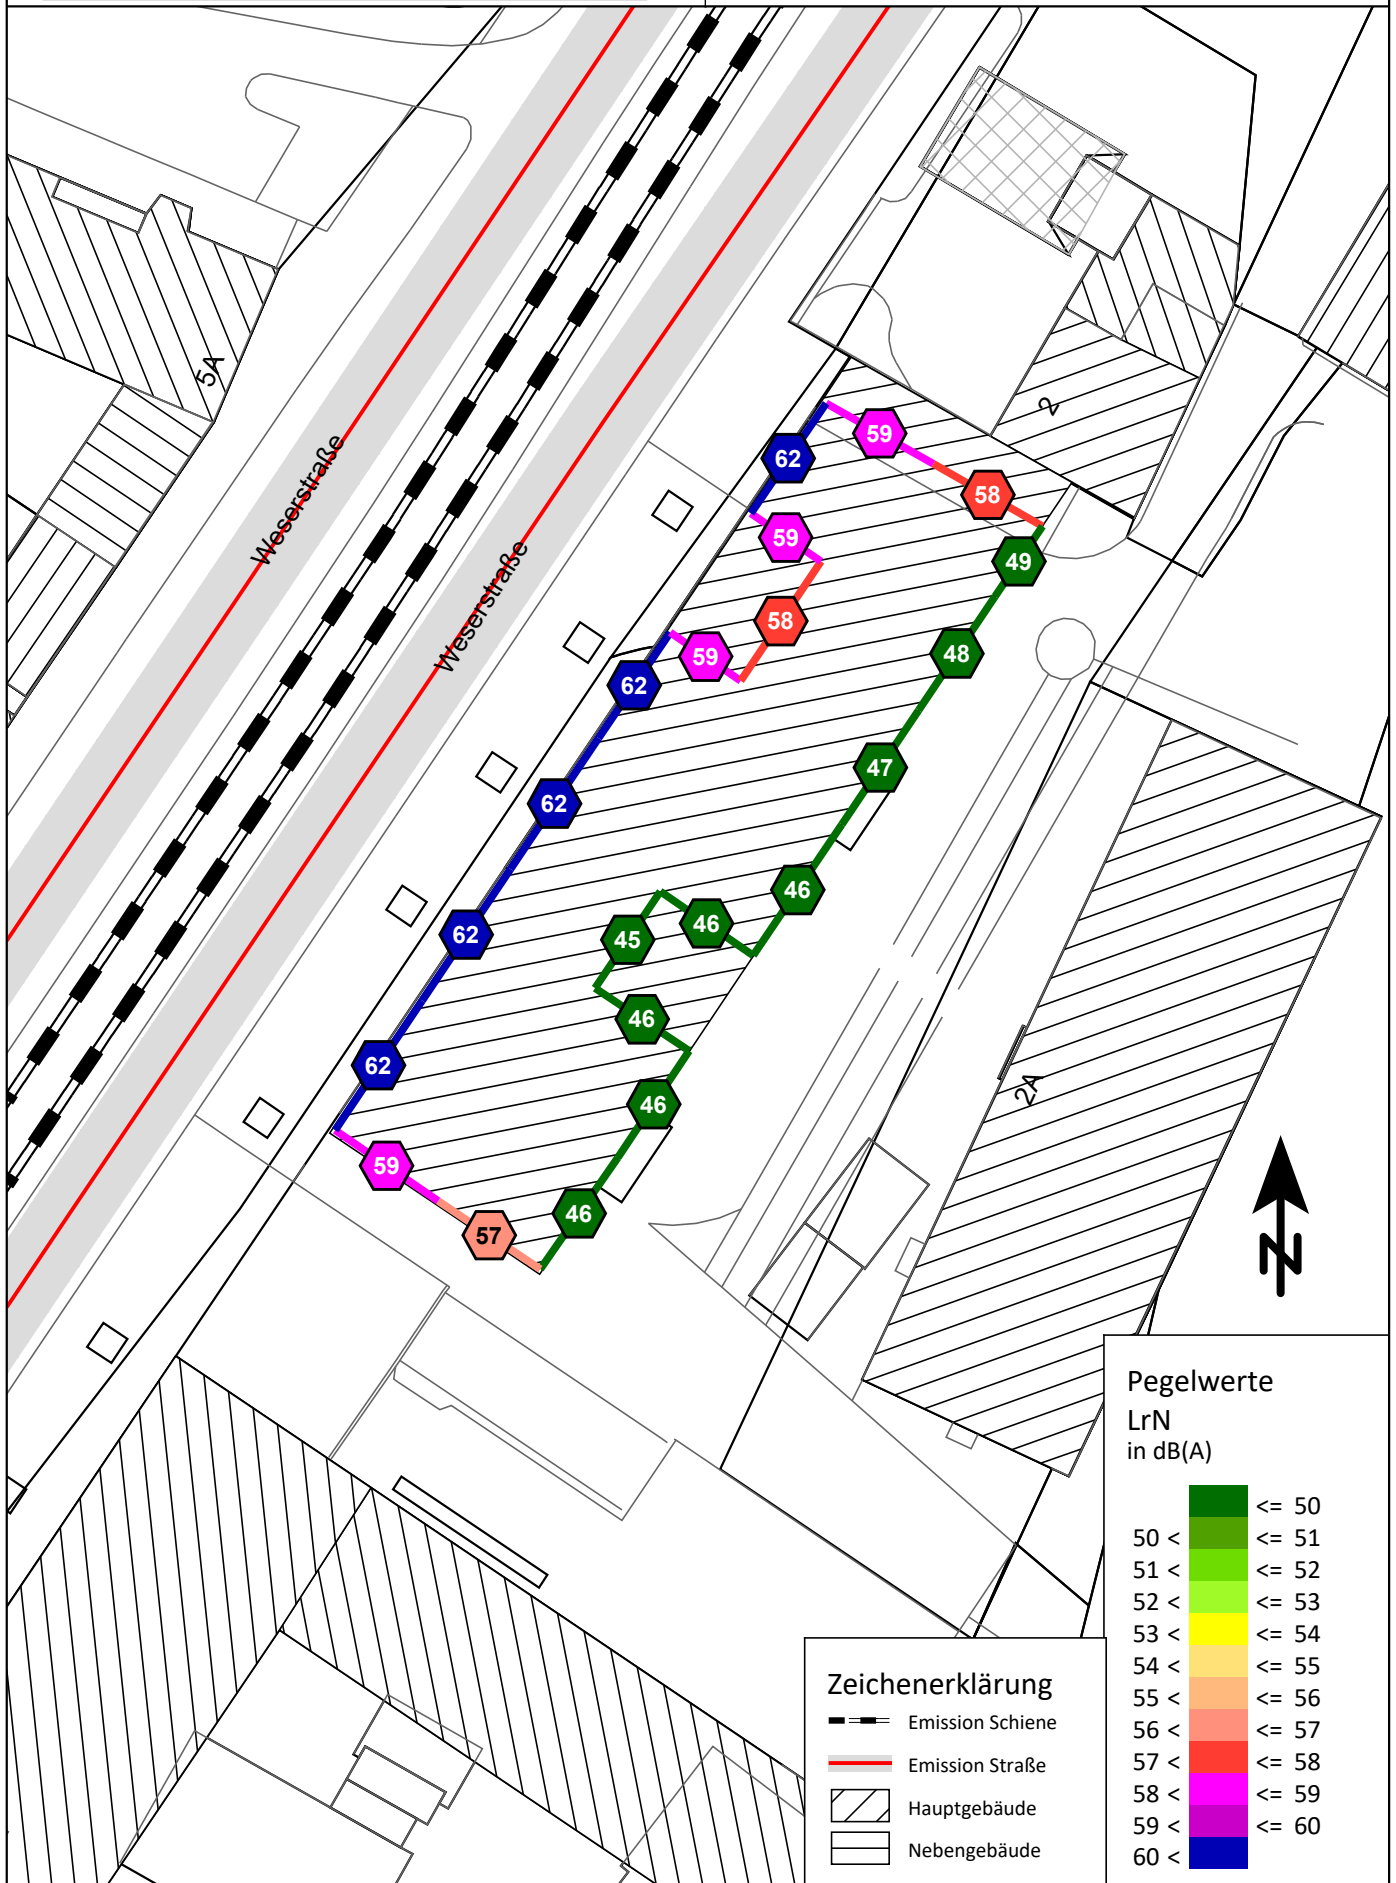 5A
Weserstraße
Weserstraße
2
59
62
58
59
49
58
48
59
62
47
62
46
46
45
62
46
62
46
59
46
57
2A
N
Pegelwerte
LrN
in dB(A)
<= 50
50 < <= 51
51 < <= 52
52 < <= 53
53 < <= 54
54 < <= 55
55 < <= 56
56 < <= 57
57 < <= 58
58 < <= 59
59 < <= 60
60 <
Zeichenerklärung
Emission Schiene
Emission Straße
Hauptgebäude
Nebengebäude